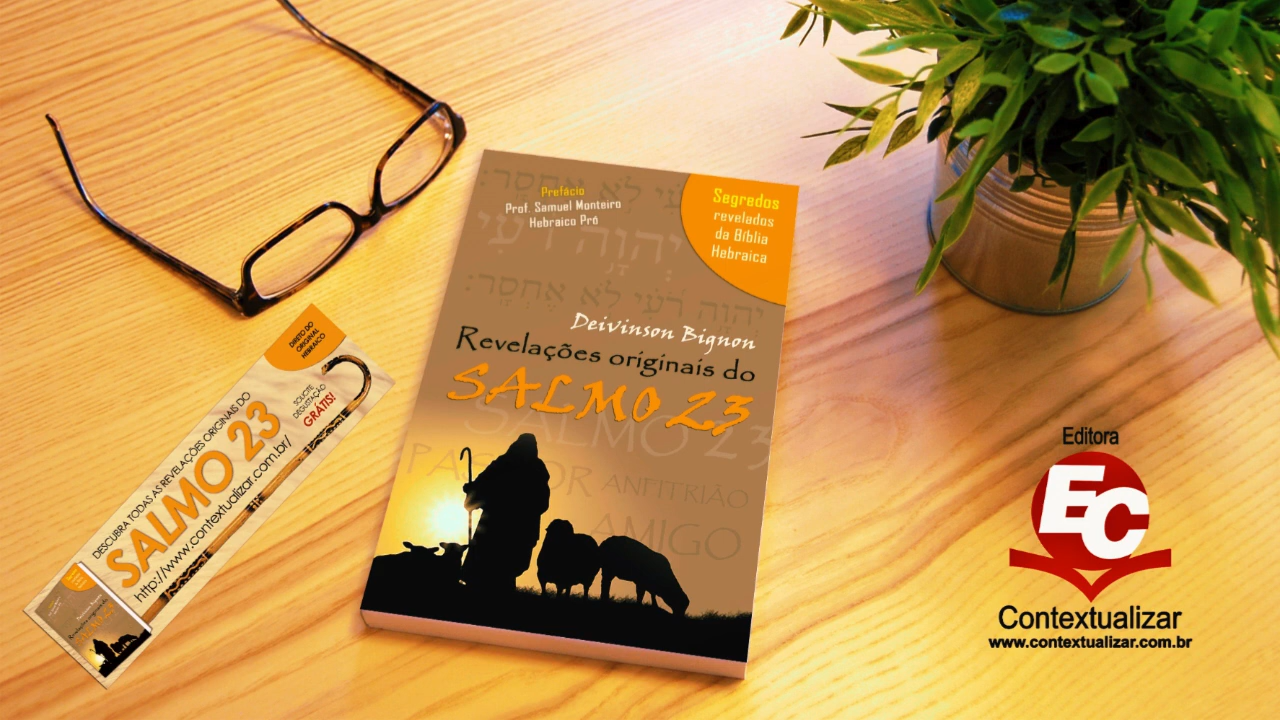 Prefácio
Prof. Samuel Monteiro
Hebraico Pró
Segredos
revelados
da Bíblia
Hebraica
יְהוָה רֹעִי
יְהוָה רֹעִי לֹא אֶחְסָר׃
Deivinson Bignon
Revelações originais do
SALMO 23
SALMO 23
PASTOR ANFITRIÃO
AMIGO
DIRETO DO
ORIGINAL
HEBRAICO
DESCUBRA TODAS AS REVELAÇÕES ORIGINAIS DO
SALMO 23
http://www.contextualizar.com.br/
SOLICITE
DEGUSTAÇÃO
GRÁTIS!
Editora
EC
Contextualizar
www.contextualizar.com.br